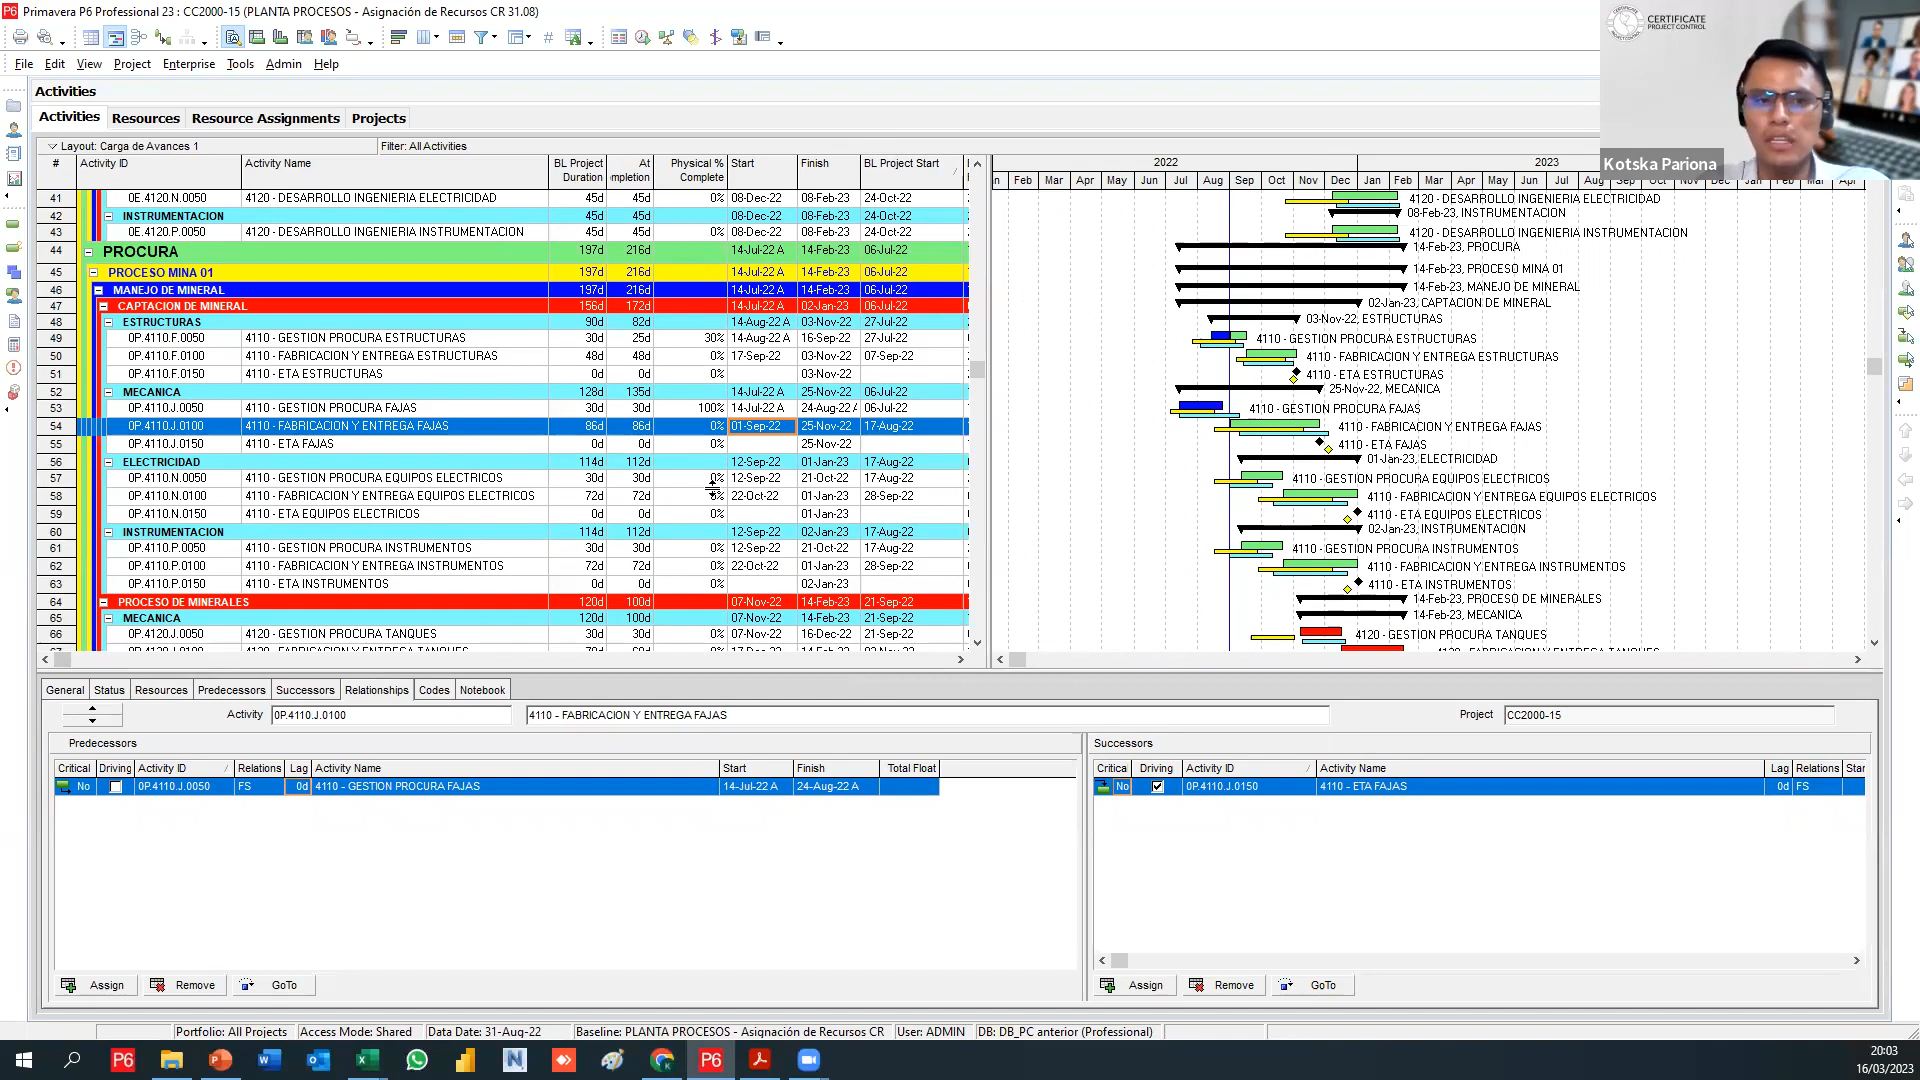 Primavera P6 Professional 23 : CC2000-15 (PLANTA PROCESOS - Asignación de Recursos CR 31.08)
CERTIFICATE
PROJECT CONTROL
File Edit View Project Enterprise Tools Admin Help
Activities
Activities Resources Resource Assignments Projects
Kotska Pariona
Layout: Carga de Avances 1 Filter: All Activities
# Activity ID Activity Name BL Project Duration At Completion Physical % Complete Start Finish BL Project Start
2022 2023
Feb Mar Apr May Jun Jul Aug Sep Oct Nov Dec Jan Feb Mar Apr May Jun Jul Aug Sep Oct Nov Dec Jan Feb Mar Apr
41 0E.4120.N.0050 4120 - DESARROLLO INGENIERIA ELECTRICIDAD 45d 45d 0% 08-Dec-22 08-Feb-23 24-Oct-22
42 INSTRUMENTACION 45d 45d 08-Dec-22 08-Feb-23 24-Oct-22
43 0E.4120.P.0050 4120 - DESARROLLO INGENIERIA INSTRUMENTACION 45d 45d 0% 08-Dec-22 08-Feb-23 24-Oct-22
44 PROCURA 197d 216d 14-Jul-22 A 14-Feb-23 06-Jul-22
45 PROCESO MINA 01 197d 216d 14-Jul-22 A 14-Feb-23 06-Jul-22
46 MANEJO DE MINERAL 197d 216d 14-Jul-22 A 14-Feb-23 06-Jul-22
47 CAPTACION DE MINERAL 156d 172d 14-Jul-22 A 02-Jan-23 06-Jul-22
48 ESTRUCTURAS 90d 82d 14-Aug-22 A 03-Nov-22 27-Jul-22
49 0P.4110.F.0050 4110 - GESTION PROCURA ESTRUCTURAS 30d 25d 30% 14-Aug-22 A 16-Sep-22 27-Jul-22
50 0P.4110.F.0100 4110 - FABRICACION Y ENTREGA ESTRUCTURAS 48d 48d 0% 17-Sep-22 03-Nov-22 07-Sep-22
51 0P.4110.F.0150 4110 - ETA ESTRUCTURAS 0d 0d 0% 03-Nov-22
52 MECANICA 128d 135d 14-Jul-22 A 25-Nov-22 06-Jul-22
53 0P.4110.J.0050 4110 - GESTION PROCURA FAJAS 30d 30d 100% 14-Jul-22 A 24-Aug-22 A 06-Jul-22
54 0P.4110.J.0100 4110 - FABRICACION Y ENTREGA FAJAS 86d 86d 0% 01-Sep-22 25-Nov-22 17-Aug-22
55 0P.4110.J.0150 4110 - ETA FAJAS 0d 0d 0% 25-Nov-22
56 ELECTRICIDAD 114d 112d 12-Sep-22 01-Jan-23 17-Aug-22
57 0P.4110.N.0050 4110 - GESTION PROCURA EQUIPOS ELECTRICOS 30d 30d 0% 12-Sep-22 21-Oct-22 17-Aug-22
58 0P.4110.N.0100 4110 - FABRICACION Y ENTREGA EQUIPOS ELECTRICOS 72d 72d 0% 22-Oct-22 01-Jan-23 28-Sep-22
59 0P.4110.N.0150 4110 - ETA EQUIPOS ELECTRICOS 0d 0d 0% 01-Jan-23
60 INSTRUMENTACION 114d 112d 12-Sep-22 02-Jan-23 17-Aug-22
61 0P.4110.P.0050 4110 - GESTION PROCURA INSTRUMENTOS 30d 30d 0% 12-Sep-22 21-Oct-22 17-Aug-22
62 0P.4110.P.0100 4110 - FABRICACION Y ENTREGA INSTRUMENTOS 72d 72d 0% 22-Oct-22 01-Jan-23 28-Sep-22
63 0P.4110.P.0150 4110 - ETA INSTRUMENTOS 0d 0d 0% 02-Jan-23
64 PROCESO DE MINERALES 120d 100d 07-Nov-22 14-Feb-23 21-Sep-22
65 MECANICA 120d 100d 07-Nov-22 14-Feb-23 21-Sep-22
66 0P.4120.J.0050 4120 - GESTION PROCURA TANQUES 30d 30d 0% 07-Nov-22 16-Dec-22 21-Sep-22
4120 - DESARROLLO INGENIERIA ELECTRICIDAD
08-Feb-23, INSTRUMENTACION
4120 - DESARROLLO INGENIERIA INSTRUMENTACION
14-Feb-23, PROCURA
14-Feb-23, PROCESO MINA 01
14-Feb-23, MANEJO DE MINERAL
02-Jan-23, CAPTACION DE MINERAL
03-Nov-22, ESTRUCTURAS
4110 - GESTION PROCURA ESTRUCTURAS
4110 - FABRICACION Y ENTREGA ESTRUCTURAS
4110 - ETA ESTRUCTURAS
25-Nov-22, MECANICA
4110 - GESTION PROCURA FAJAS
4110 - FABRICACION Y ENTREGA FAJAS
4110 - ETA FAJAS
01-Jan-23, ELECTRICIDAD
4110 - GESTION PROCURA EQUIPOS ELECTRICOS
4110 - FABRICACION Y ENTREGA EQUIPOS ELECTRICOS
4110 - ETA EQUIPOS ELECTRICOS
02-Jan-23, INSTRUMENTACION
4110 - GESTION PROCURA INSTRUMENTOS
4110 - FABRICACION Y ENTREGA INSTRUMENTOS
4110 - ETA INSTRUMENTOS
14-Feb-23, PROCESO DE MINERALES
14-Feb-23, MECANICA
4120 - GESTION PROCURA TANQUES
General Status Resources Predecessors Successors Relationships Codes Notebook
Activity 0P.4110.J.0100 4110 - FABRICACION Y ENTREGA FAJAS Project CC2000-15
Predecessors Successors
Critical Driving Activity ID Relations Lag Activity Name Start Finish Total Float
No 0P.4110.J.0050 FS 0d 4110 - GESTION PROCURA FAJAS 14-Jul-22 A 24-Aug-22 A
Critica Driving Activity ID Activity Name Lag Relations Star
No 0P.4110.J.0150 4110 - ETA FAJAS 0d FS
Assign Remove GoTo Assign Remove GoTo
Portfolio: All Projects Access Mode: Shared Data Date: 31-Aug-22 Baseline: PLANTA PROCESOS - Asignación de Recursos CR User: ADMIN DB: DB_PC anterior (Professional)
20:03
16/03/2023